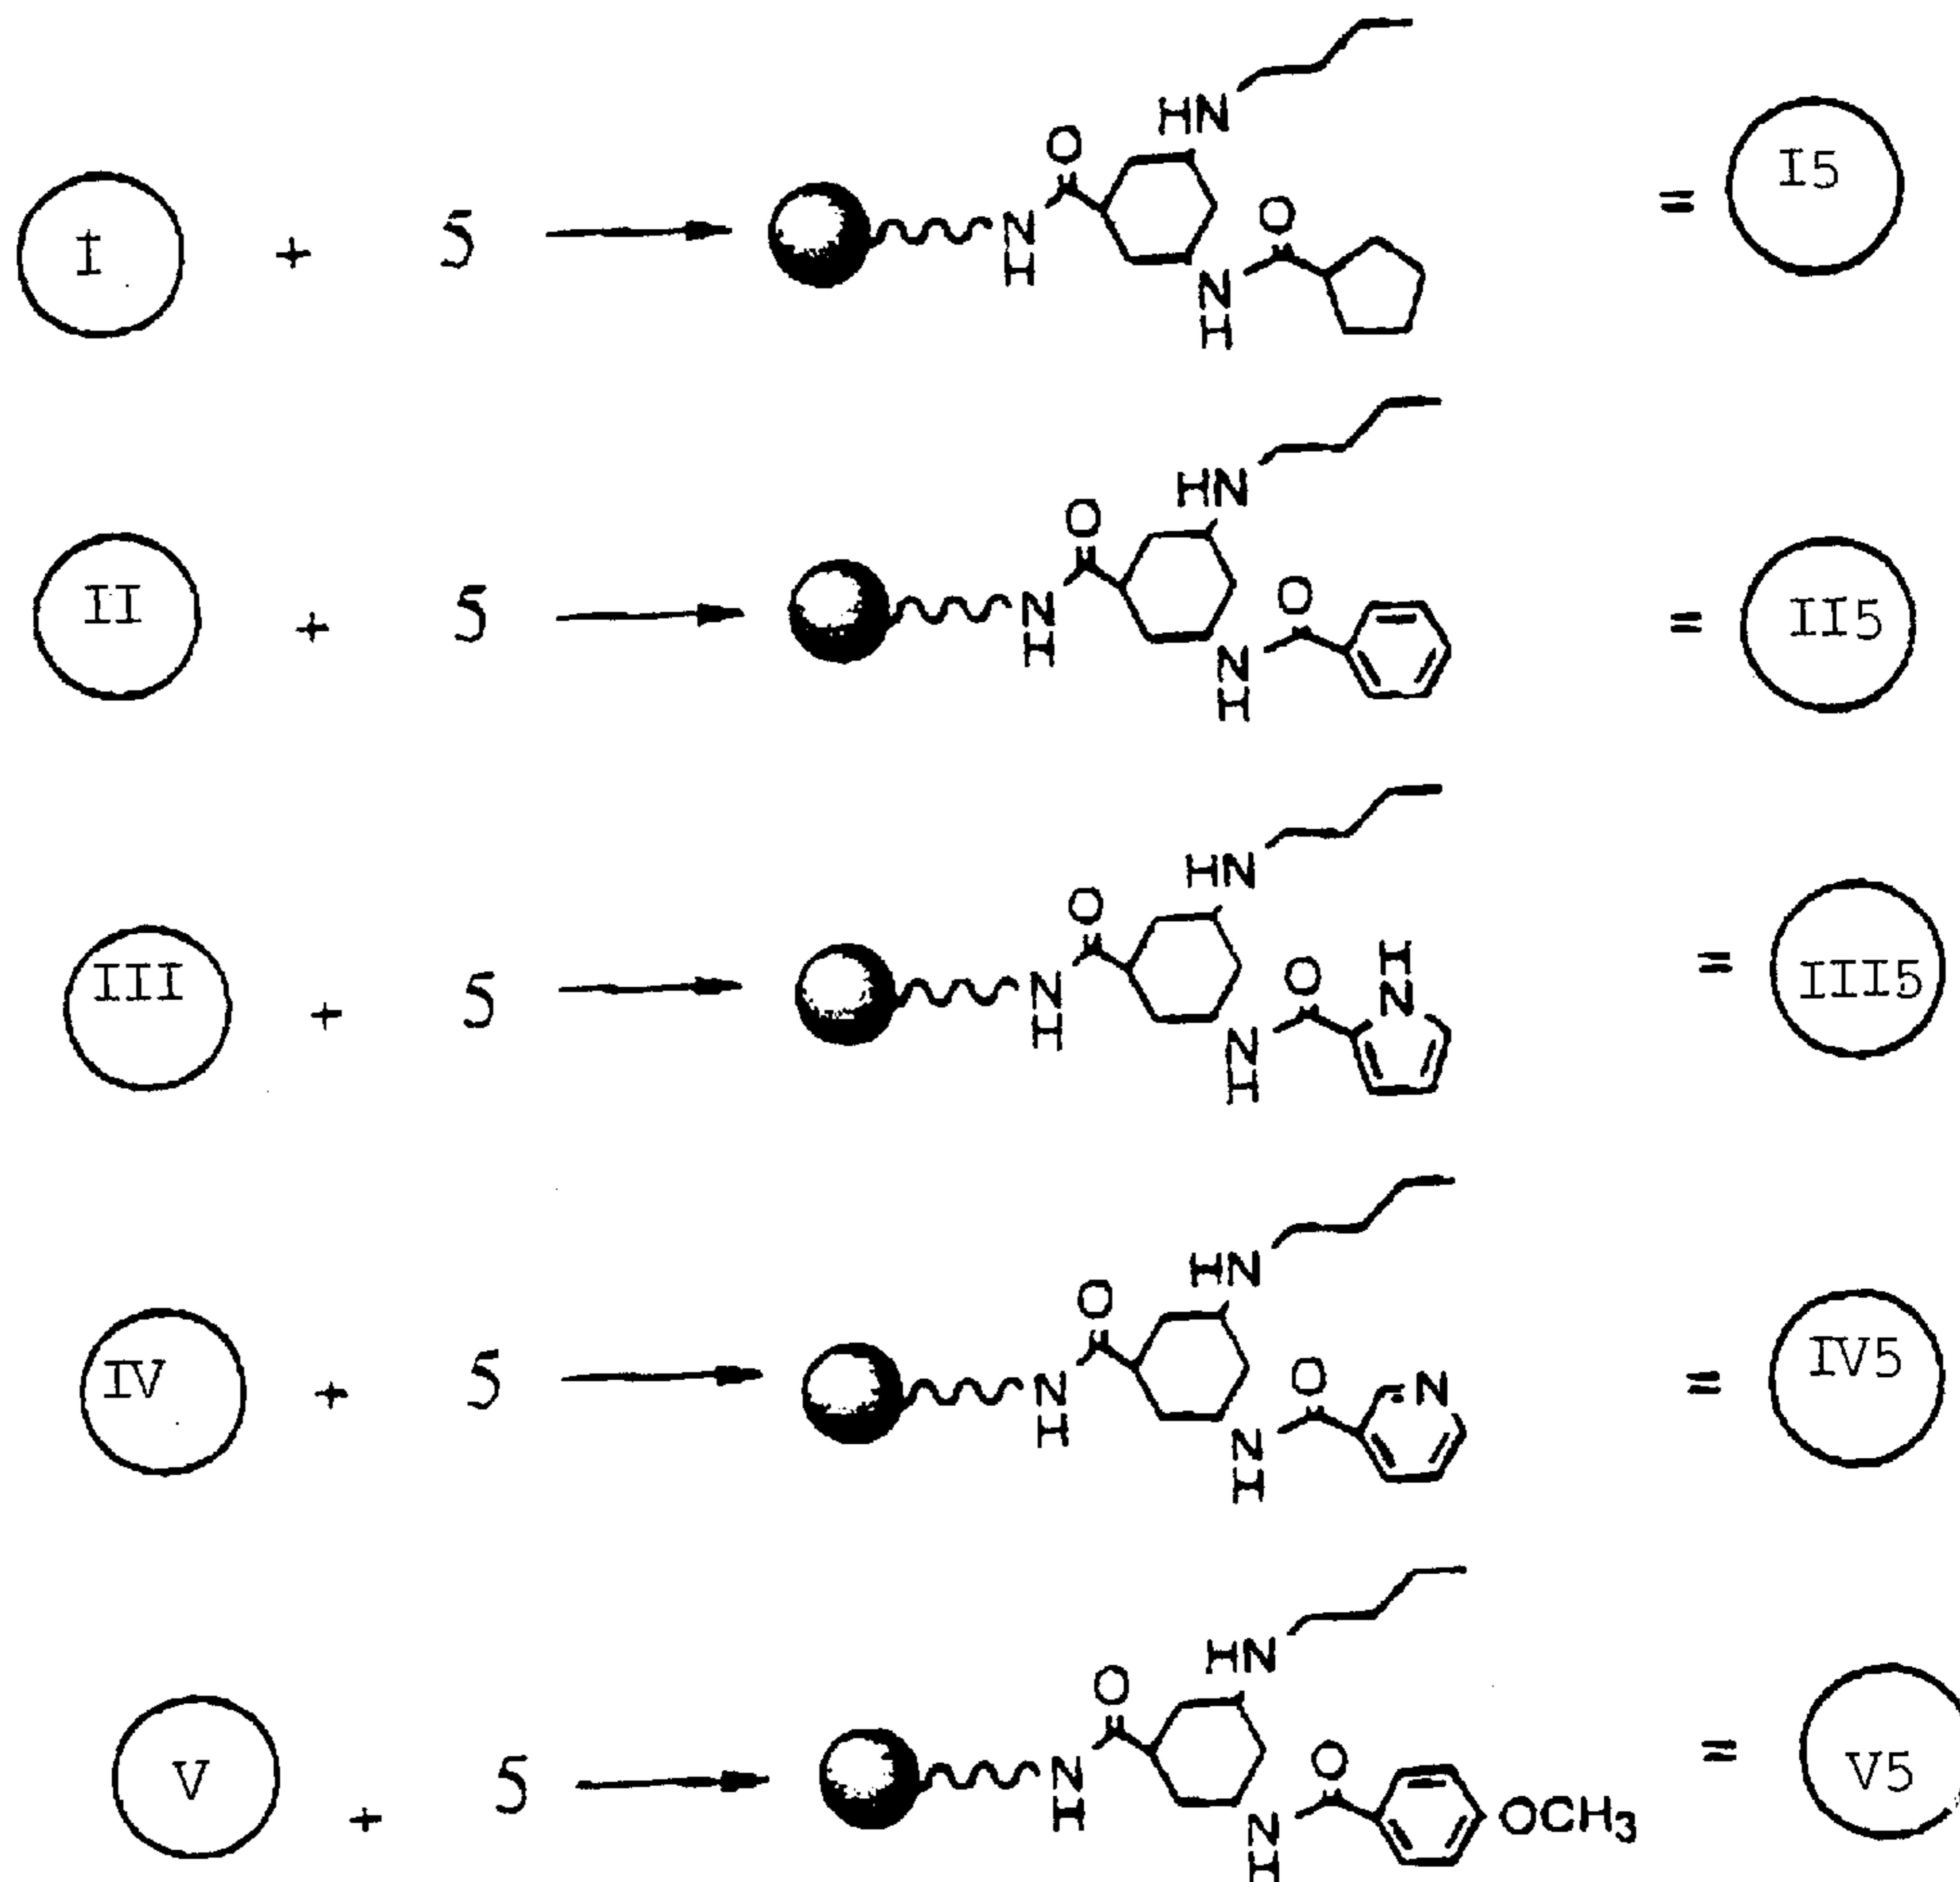 HN
O
I + 5 N H O N H = I5
HN
O
II + 5 N H O N H = II5
HN
O
III + 5 N H O H N N H = III5
HN
O
IV + 5 N H O N N H = IV5
HN
O
V + 5 N H O OCH3 N H = V5